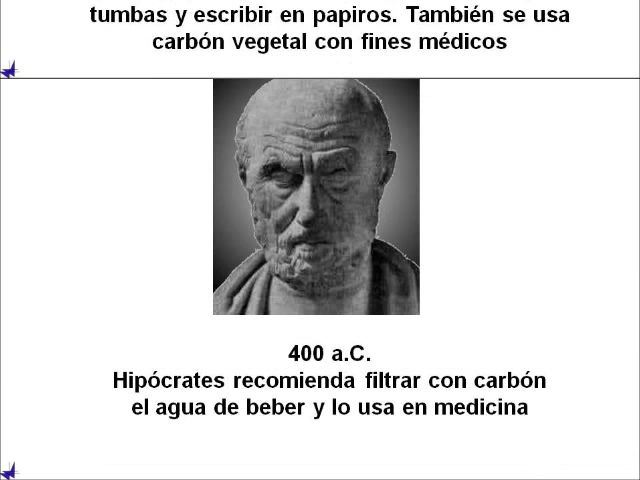 tumbas y escribir en papiros. También se usa
carbón vegetal con fines médicos
400 a.C.
Hipócrates recomienda filtrar con carbón
el agua de beber y lo usa en medicina